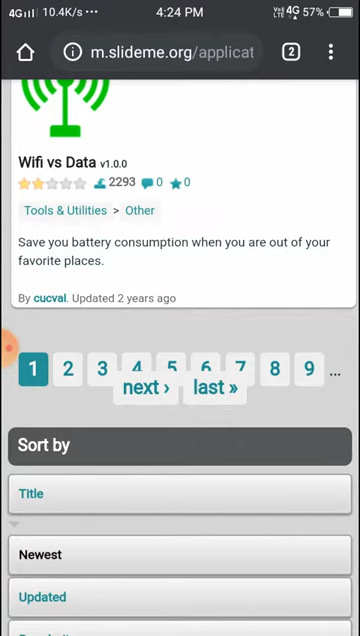 4G 10.4K/s ... 4:24 PM VoLTE 4G 57%
m.slideme.org/applicat 2
Wifi vs Data v1.0.0
2293 0 0
Tools & Utilities > Other
Save you battery consumption when you are out of your
favorite places.
By cucval. Updated 2 years ago
1 2 3 4 5 6 7 8 9 ...
next › last »
Sort by
Title
Newest
Updated